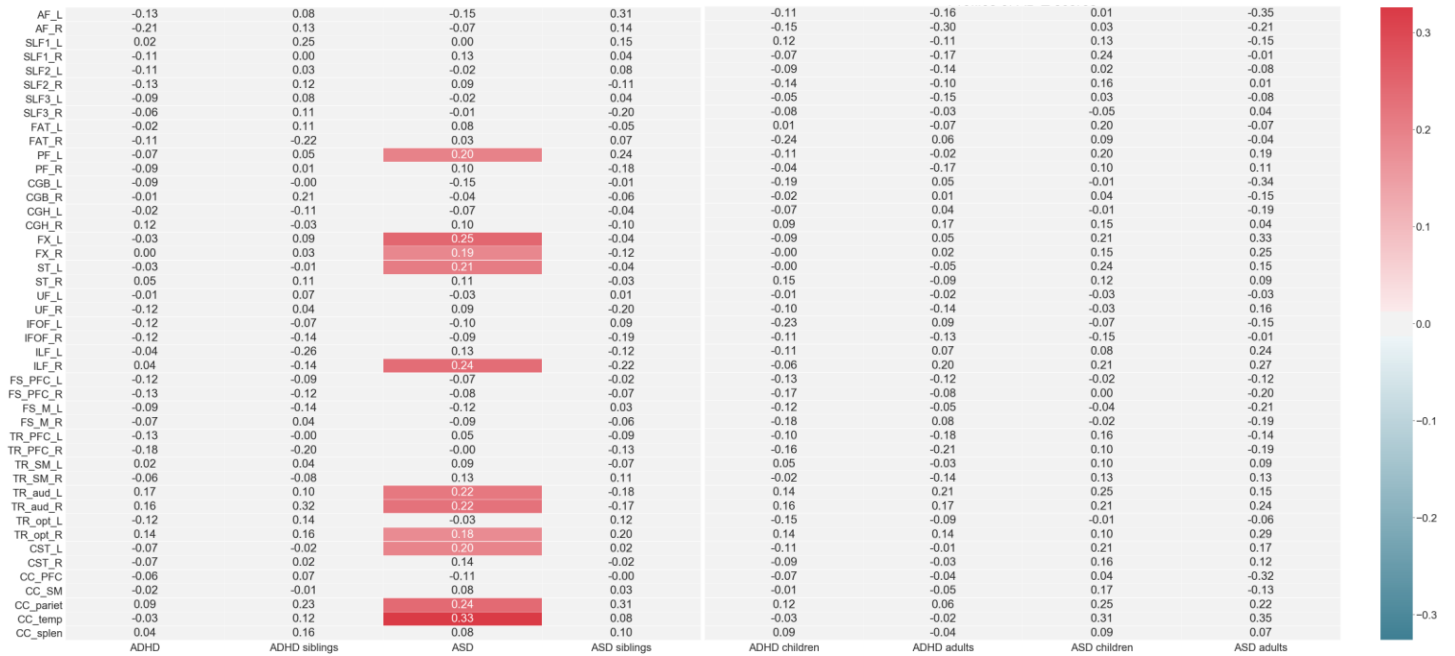 AF_L -0.13 0.08 -0.15 0.31 -0.11 -0.16 0.01 -0.35
AF_R -0.21 0.13 -0.07 0.14 -0.15 -0.30 0.03 -0.21
SLF1_L 0.02 0.25 0.00 0.15 0.12 -0.11 0.13 -0.15
SLF1_R -0.11 0.00 0.13 0.04 -0.07 -0.17 0.24 -0.01
SLF2_L -0.11 0.03 -0.02 0.08 -0.09 -0.14 0.02 -0.08
SLF2_R -0.13 0.12 0.09 -0.11 -0.14 -0.10 0.16 0.01
SLF3_L -0.09 0.08 -0.02 0.04 -0.05 -0.15 0.03 -0.08
SLF3_R -0.06 0.11 -0.01 -0.20 -0.08 -0.03 -0.05 0.04
FAT_L -0.02 0.11 0.08 -0.05 0.01 -0.07 0.20 -0.07
FAT_R -0.11 -0.22 0.03 0.07 -0.24 0.06 0.09 -0.04
PF_L -0.07 0.05 0.20 0.24 -0.11 -0.02 0.20 0.19
PF_R -0.09 0.01 0.10 -0.18 -0.04 -0.17 0.10 0.11
CGB_L -0.09 -0.00 -0.15 -0.01 -0.19 0.05 -0.01 -0.34
CGB_R -0.01 0.21 -0.04 -0.06 -0.02 0.01 0.04 -0.15
CGH_L -0.02 -0.11 -0.07 -0.04 -0.07 0.04 -0.01 -0.19
CGH_R 0.12 -0.03 0.10 -0.10 0.09 0.17 0.15 0.04
FX_L -0.03 0.09 0.25 -0.04 -0.09 0.05 0.21 0.33
FX_R 0.00 0.03 0.19 -0.12 -0.00 0.02 0.15 0.25
ST_L -0.03 -0.01 0.21 -0.04 -0.00 -0.05 0.24 0.15
ST_R 0.05 0.11 0.11 -0.03 0.15 -0.09 0.12 0.09
UF_L -0.01 0.07 -0.03 0.01 -0.01 -0.02 -0.03 -0.03
UF_R -0.12 0.04 0.09 -0.20 -0.10 -0.14 -0.03 0.16
IFOF_L -0.12 -0.07 -0.10 0.09 -0.23 0.09 -0.07 -0.15
IFOF_R -0.12 -0.14 -0.09 -0.19 -0.11 -0.13 -0.15 -0.01
ILF_L -0.04 -0.26 0.13 -0.12 -0.11 0.07 0.08 0.24
ILF_R 0.04 -0.14 0.24 -0.22 -0.06 0.20 0.21 0.27
FS_PFC_L -0.12 -0.09 -0.07 -0.02 -0.13 -0.12 -0.02 -0.12
FS_PFC_R -0.13 -0.12 -0.08 -0.07 -0.17 -0.08 0.00 -0.20
FS_M_L -0.09 -0.14 -0.12 0.03 -0.12 -0.05 -0.04 -0.21
FS_M_R -0.07 0.04 -0.09 -0.06 -0.18 0.08 -0.02 -0.19
TR_PFC_L -0.13 -0.00 0.05 -0.09 -0.10 -0.18 0.16 -0.14
TR_PFC_R -0.18 -0.20 -0.00 -0.13 -0.16 -0.21 0.10 -0.19
TR_SM_L 0.02 0.04 0.09 -0.07 0.05 -0.03 0.10 0.09
TR_SM_R -0.06 -0.08 0.13 0.11 -0.02 -0.14 0.13 0.13
TR_aud_L 0.17 0.10 0.22 -0.18 0.14 0.21 0.25 0.15
TR_aud_R 0.16 0.32 0.22 -0.17 0.16 0.17 0.21 0.24
TR_opt_L -0.12 0.14 -0.03 0.12 -0.15 -0.09 -0.01 -0.06
TR_opt_R 0.14 0.16 0.18 0.20 0.14 0.14 0.10 0.29
CST_L -0.07 -0.02 0.20 0.02 -0.11 -0.01 0.21 0.17
CST_R -0.07 0.02 0.14 -0.02 -0.09 -0.03 0.16 0.12
CC_PFC -0.06 0.07 -0.11 -0.00 -0.07 -0.04 0.04 -0.32
CC_SM -0.02 -0.01 0.08 0.03 -0.01 -0.05 0.17 -0.13
CC_pariet 0.09 0.23 0.24 0.31 0.12 0.06 0.25 0.22
CC_temp -0.03 0.12 0.33 0.08 -0.03 -0.02 0.31 0.35
CC_splen 0.04 0.16 0.08 0.10 0.09 -0.04 0.09 0.07
ADHD ADHD siblings ASD ASD siblings ADHD children ADHD adults ASD children ASD adults
0.3
0.2
0.1
0.0
−0.1
−0.2
−0.3